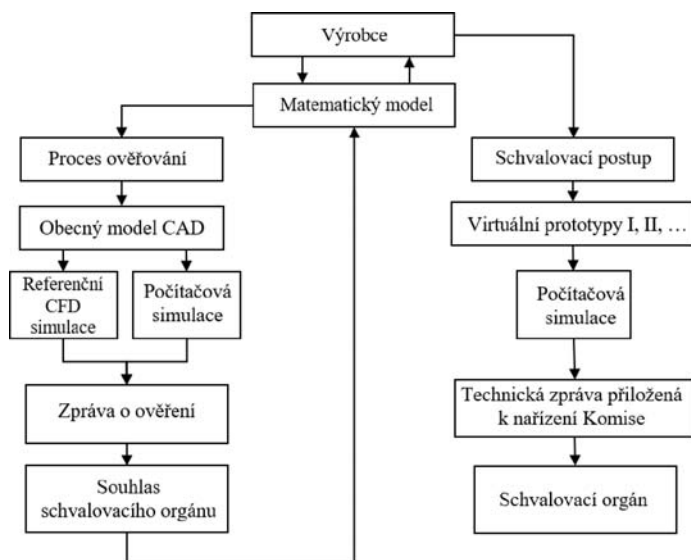 Výrobce
Matematický model
Proces ověřování
Obecný model CAD
Referenční
CFD
simulace
Počítačová
simulace
Zpráva o ověření
Souhlas
schvalovacího orgánu
Schvalovací postup
Virtuální prototypy I, II, …
Počítačová
simulace
Technická zpráva přiložená
k nařízení Komise
Schvalovací orgán